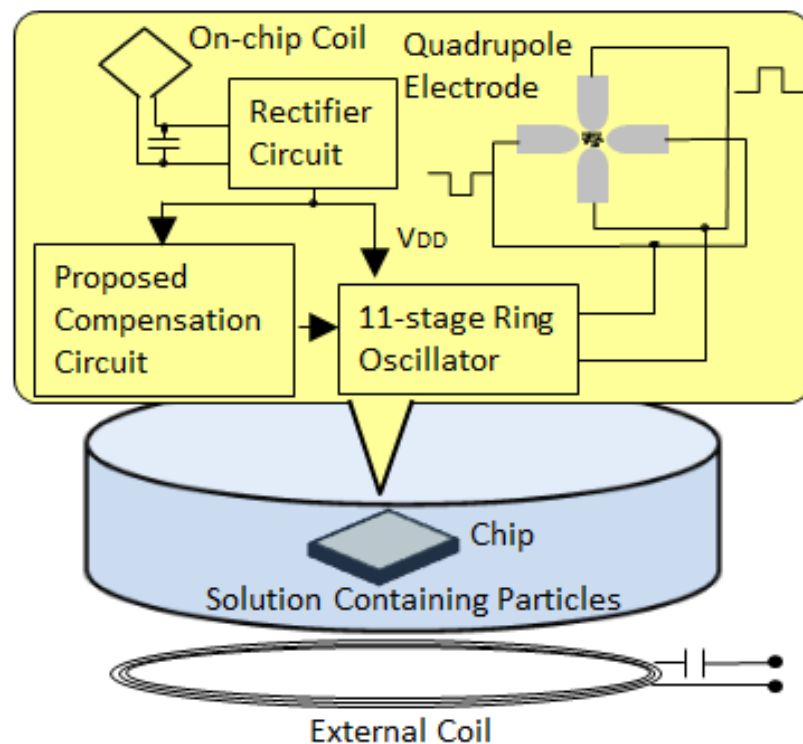 On-chip Coil
Quadrupole
Electrode
Rectifier
Circuit
VDD
Proposed
Compensation
Circuit
11-stage Ring
Oscillator
Chip
Solution Containing Particles
External Coil